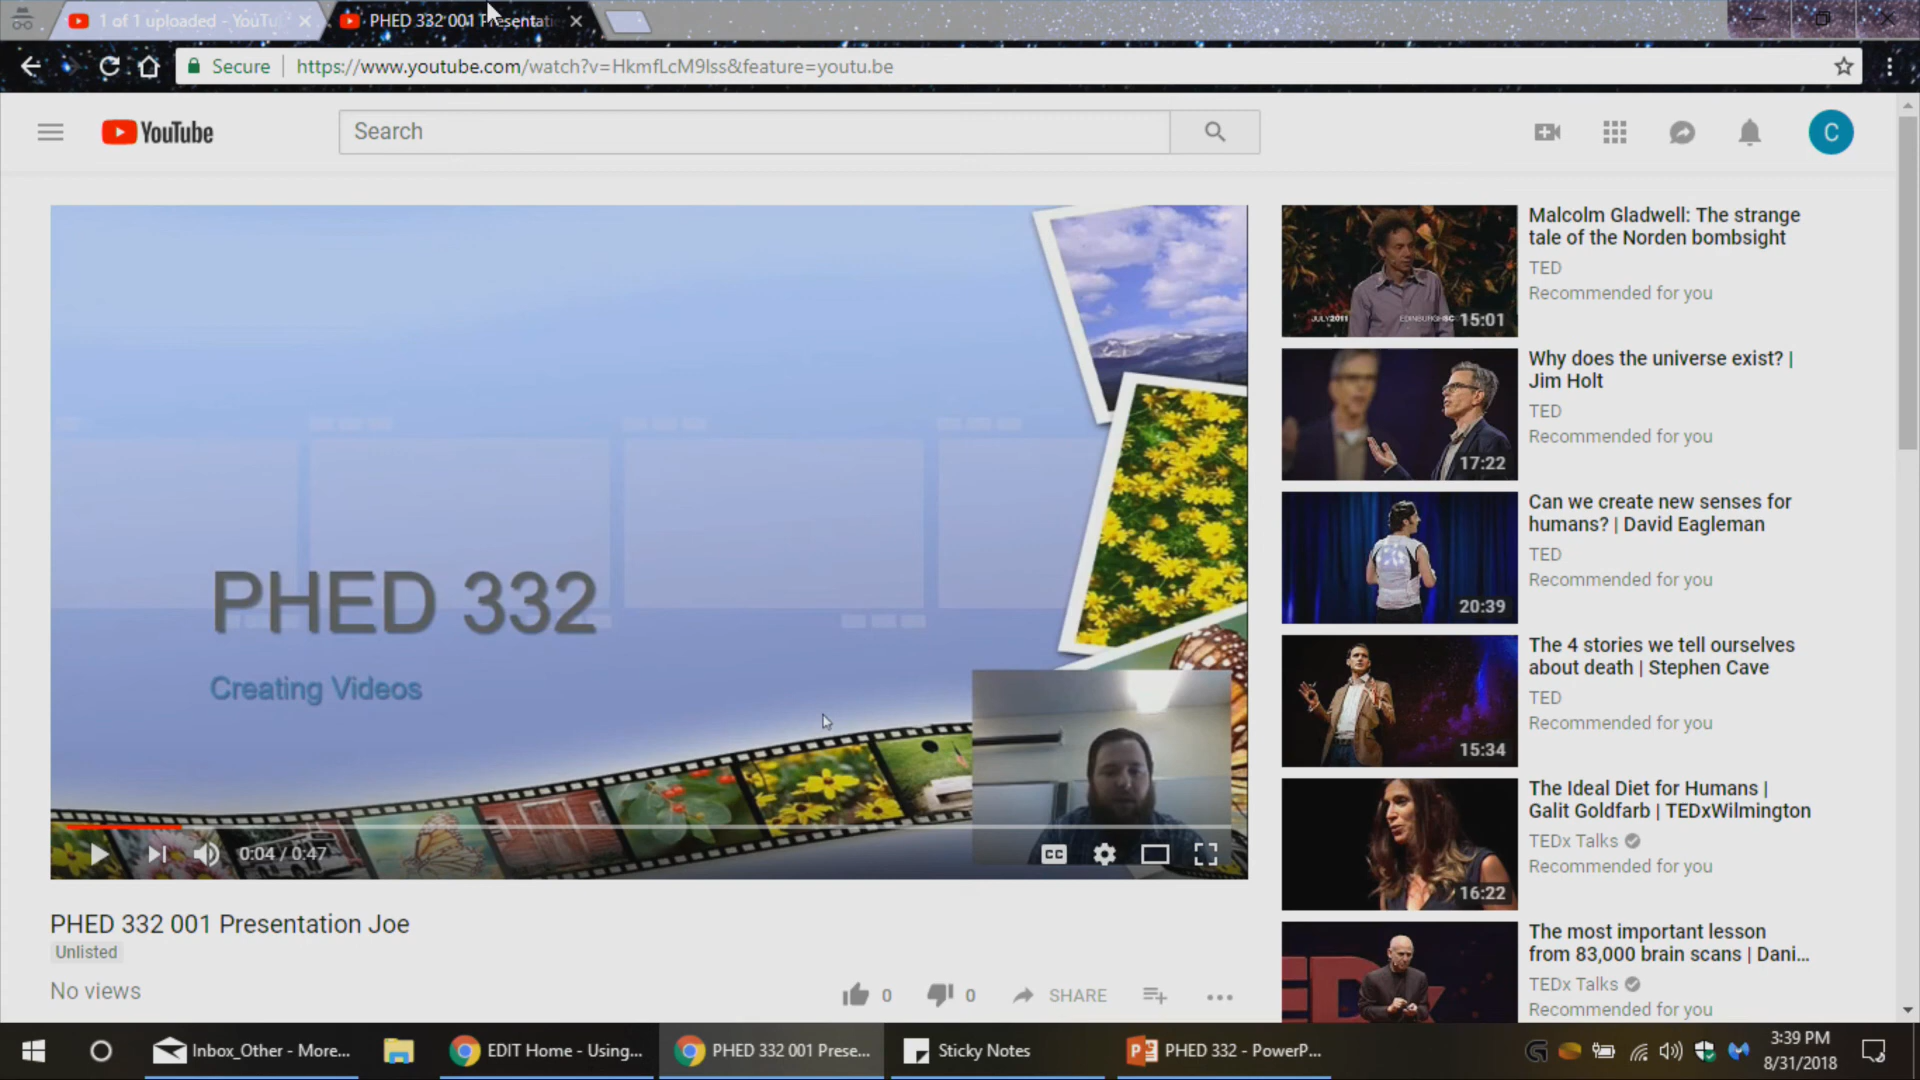 1 of 1 uploaded - YouTu
PHED 332 001 Presentati
Secure
https://www.youtube.com/watch?v=HkmfLcM9Iss&feature=youtu.be
YouTube
Search
C
PHED 332
Creating Videos
0:04 / 0:47
CC
PHED 332 001 Presentation Joe
Unlisted
No views
0
0
SHARE
JULY2011
15:01
Malcolm Gladwell: The strange
tale of the Norden bombsight
TED
Recommended for you
17:22
Why does the universe exist? |
Jim Holt
TED
Recommended for you
20:39
Can we create new senses for
humans? | David Eagleman
TED
Recommended for you
15:34
The 4 stories we tell ourselves
about death | Stephen Cave
TED
Recommended for you
16:22
The Ideal Diet for Humans |
Galit Goldfarb | TEDxWilmington
TEDx Talks
Recommended for you
The most important lesson
from 83,000 brain scans | Dani...
TEDx Talks
Recommended for you
Inbox_Other - More...
EDIT Home - Using...
PHED 332 001 Prese...
Sticky Notes
PHED 332 - PowerP...
3:39 PM
8/31/2018